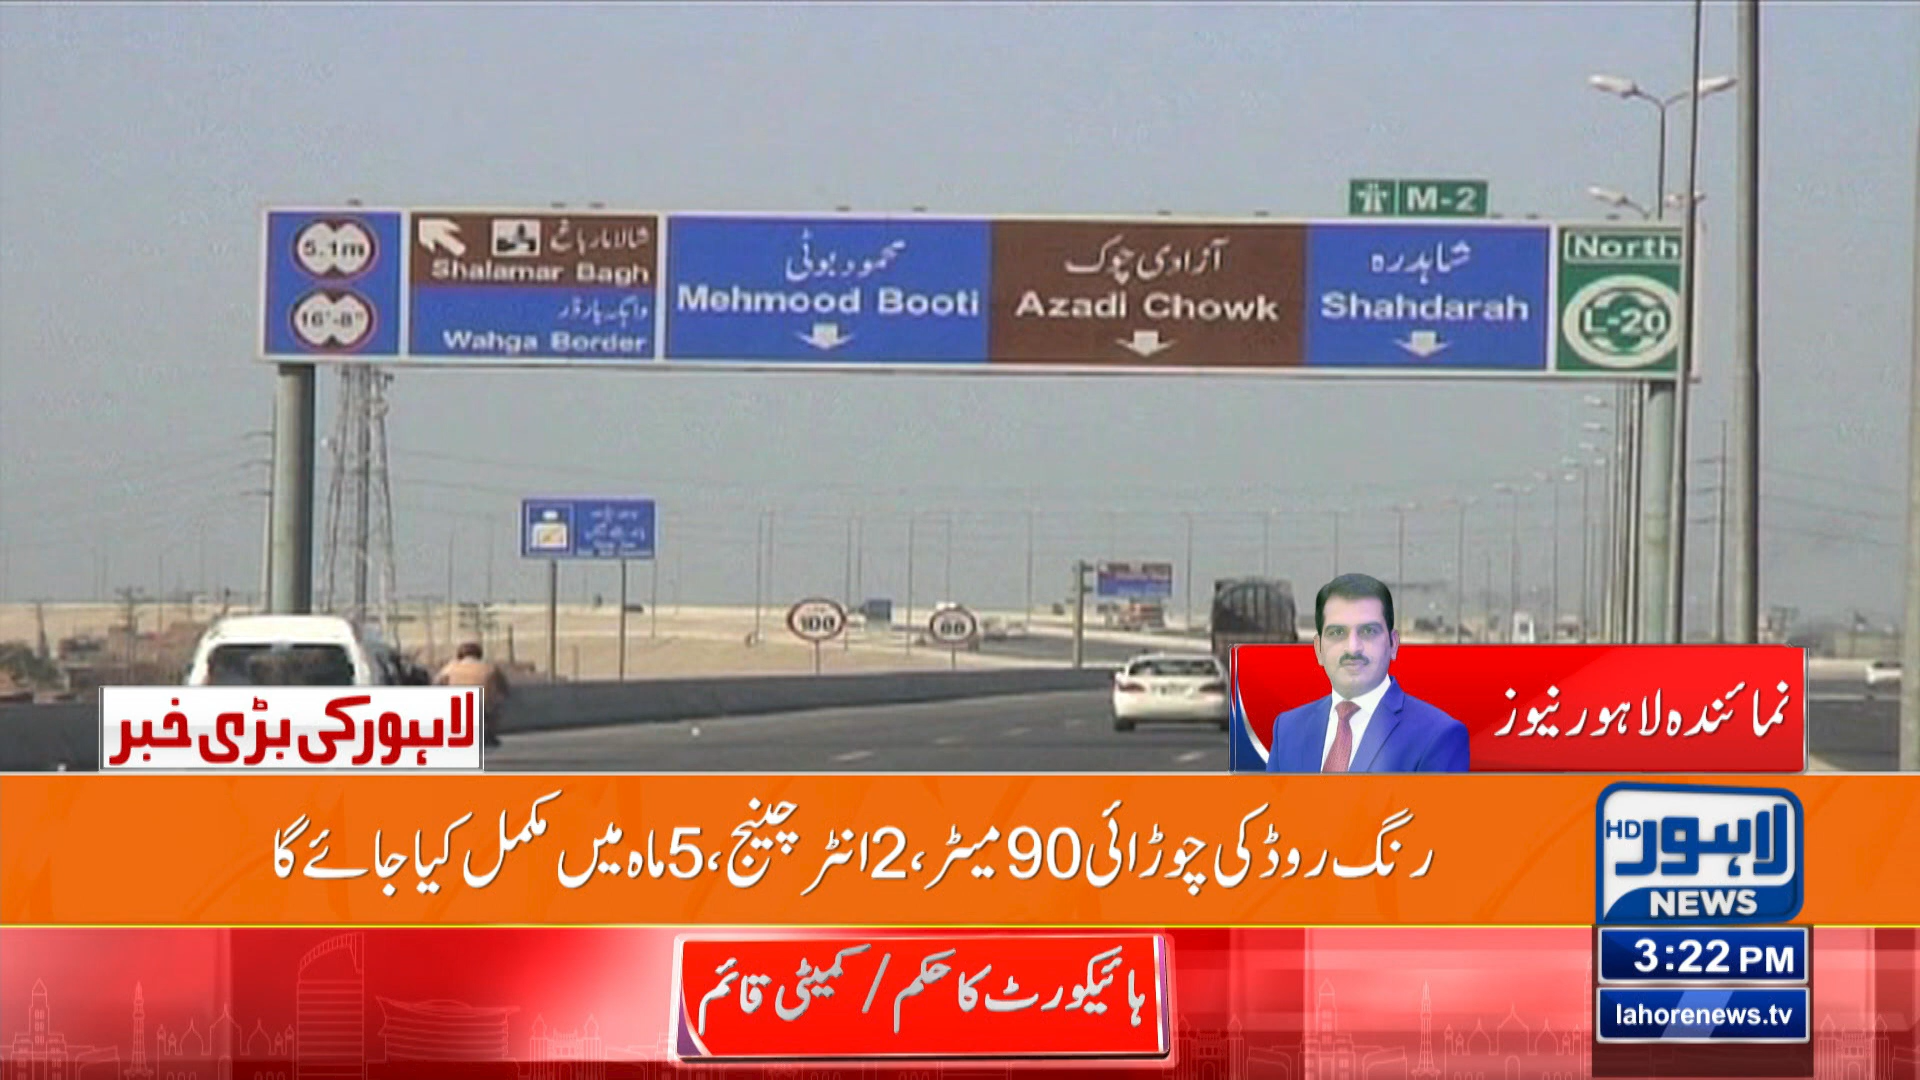 M-2
5.1m
16'-8"
شالامار باغ
Shalamar Bagh
واہگہ بارڈر
Wahga Border
محمود بوٹی
Mehmood Booti
آزادی چوک
Azadi Chowk
شاہدرہ
Shahdarah
North
L-20
100
نمائندہ لاہور نیوز
لاہور کی بڑی خبر
رنگ روڈ کی چوڑائی 90 میٹر، 2 انٹر چینج، 5 ماہ میں مکمل کیا جائے گا
لاہور
HD
NEWS
3:22 PM
lahorenews.tv
ہائیکورٹ کا حکم / کمیٹی قائم